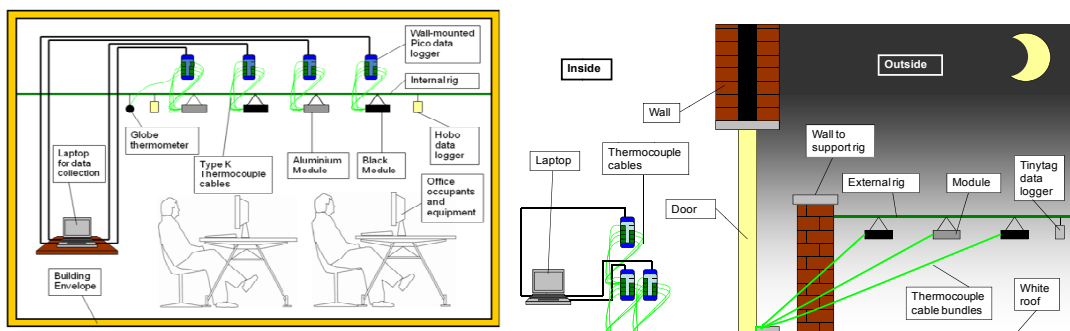 Wall-mounted
Pico data
logger
Internal rig
Globe
thermometer
Type K
Thermocouple
cables
Aluminium
Module
Black
Module
Hobo
data
logger
Laptop
for data
collection
Office
occupants
and
equipment
Building
Envelope
Inside
Outside
Wall
Wall to
support rig
Laptop
Thermocouple
cables
External rig
Module
Tinytag
data
logger
Door
Thermocouple
cable bundles
White
roof